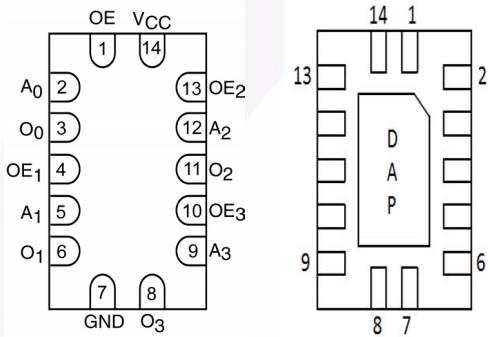 OE VCC
1 14
A0 2 13 OE2
O0 3 12 A2
OE1 4 11 O2
A1 5 10 OE3
O1 6 9 A3
7 8
GND O3
14 1
13 2
D
A
P
9 6
8 7